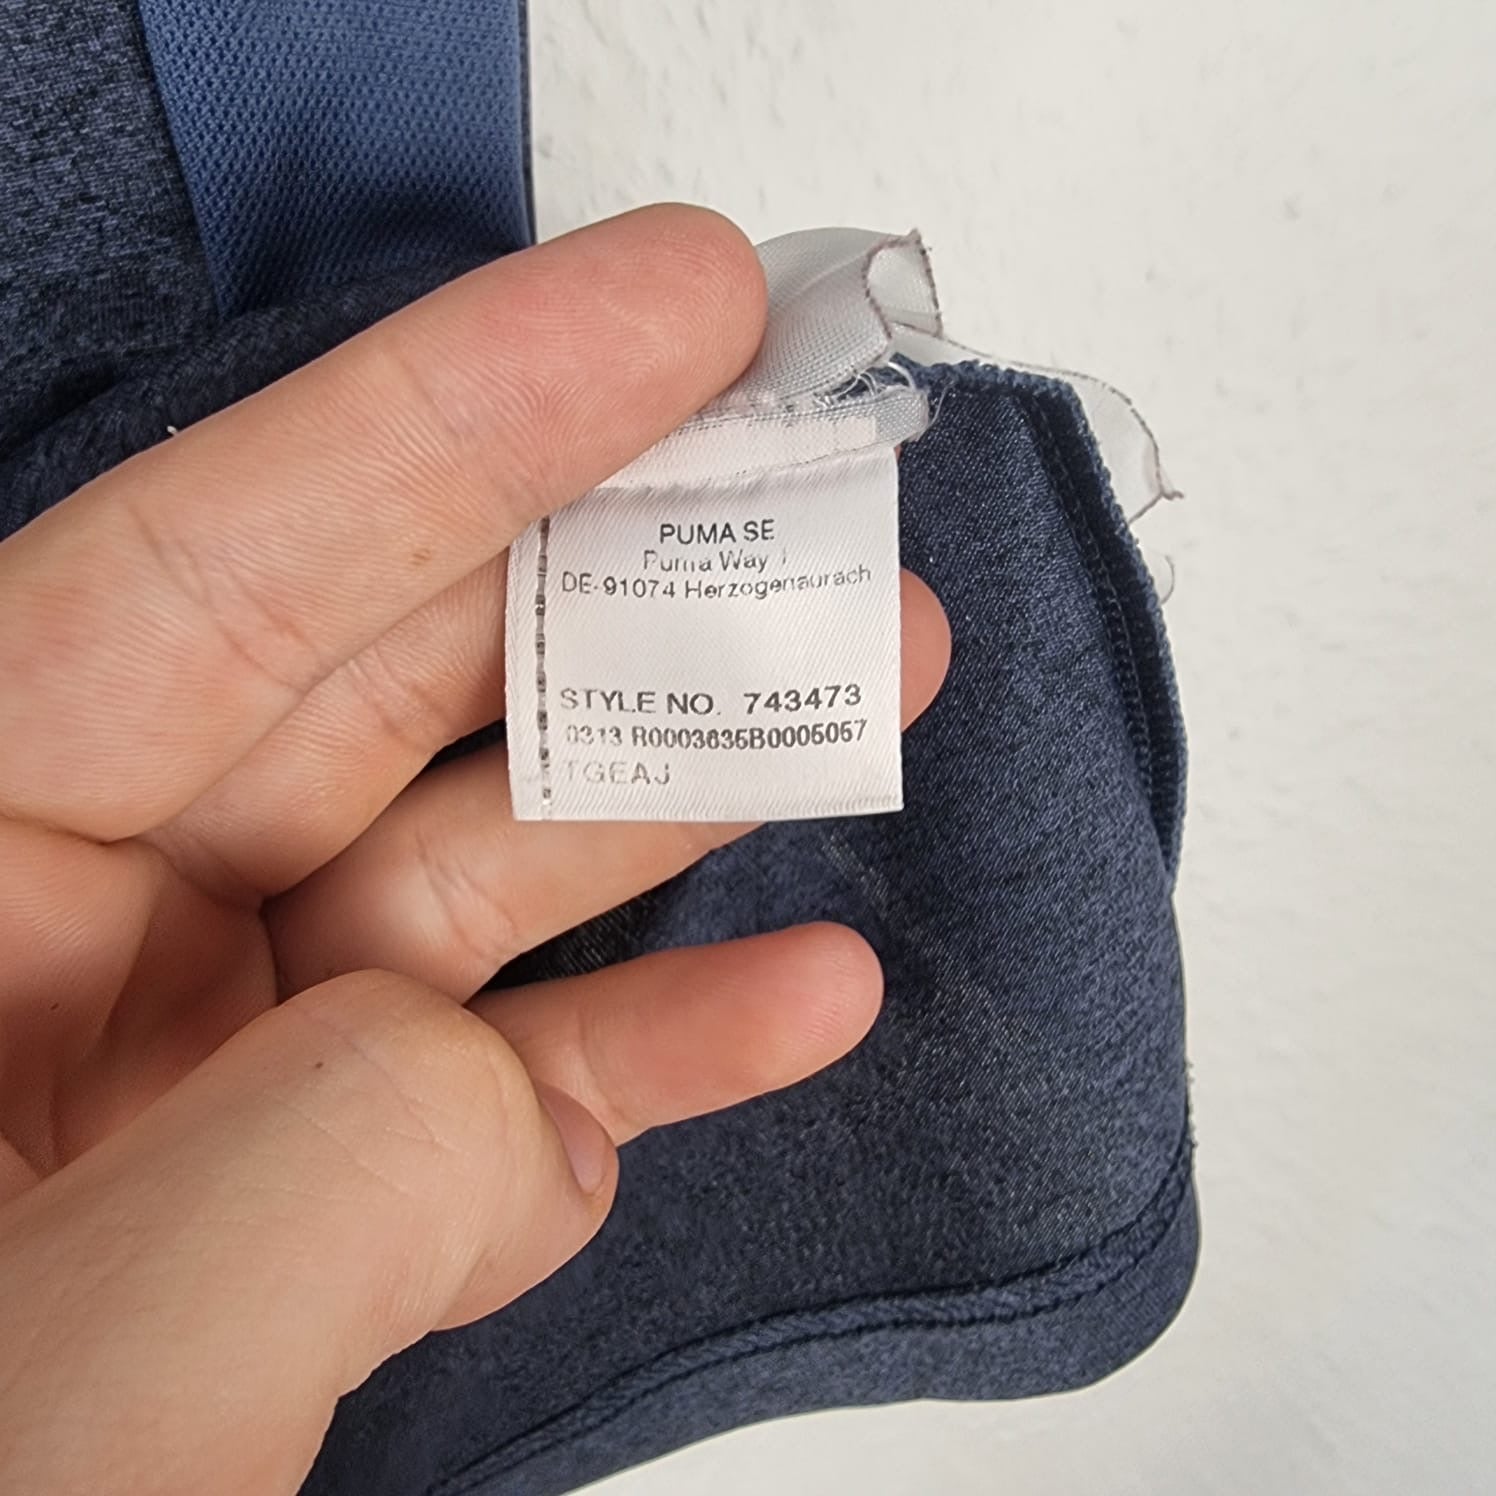 PUMA SE
Puma Way 1
DE-91074 Herzogenaurach
STYLE NO. 743473
0313 R0003635B0005057
TGEAJ